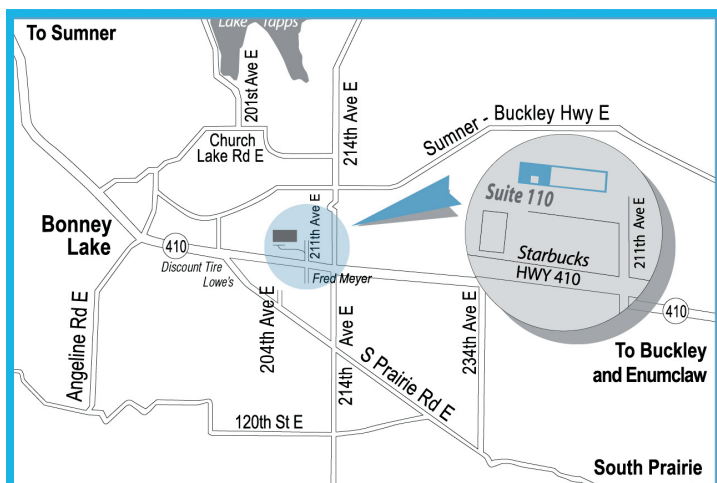 Lake Tapps
To Sumner
201st Ave E
214th Ave E
Sumner - Buckley Hwy E
Church
Lake Rd E
Suite 110
211th Ave E
Starbucks
HWY 410
Bonney
Lake
410
211th Ave E
Discount Tire
Lowe's
Fred Meyer
410
To Buckley
and Enumclaw
Angeline Rd E
204th Ave E
214th Ave E
S Prairie Rd E
234th Ave E
120th St E
South Prairie